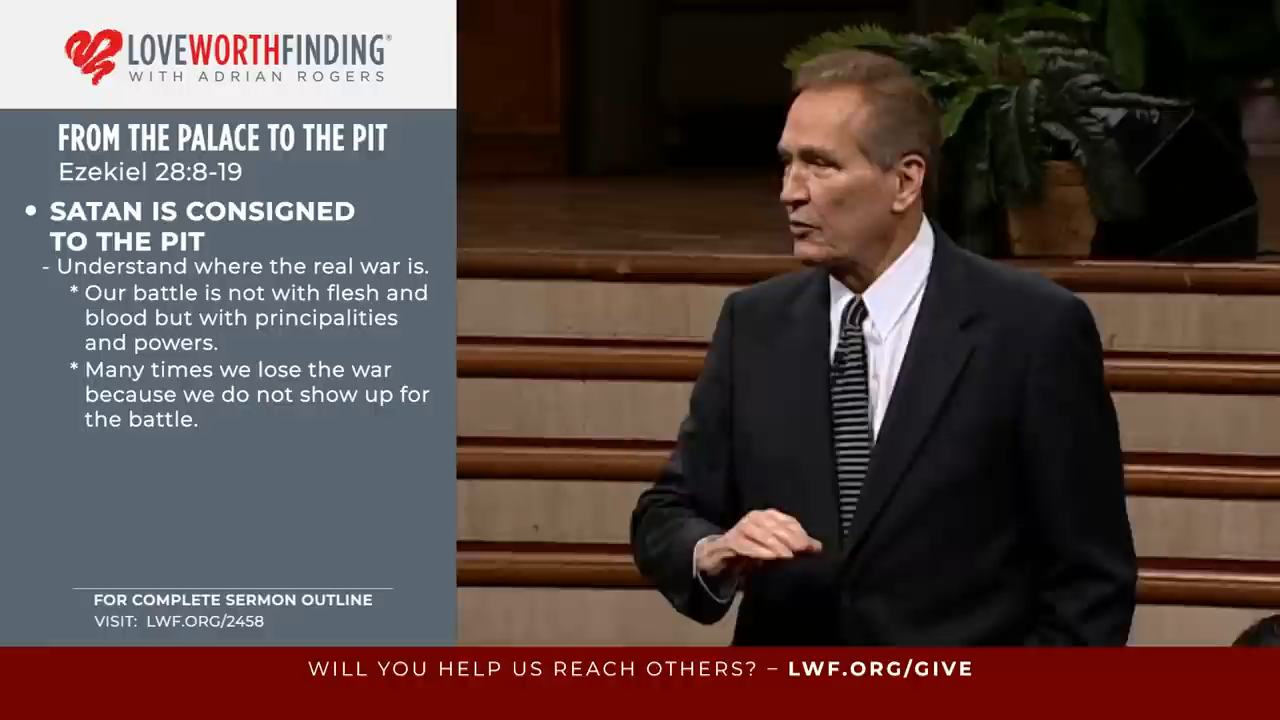 LOVEWORTHFINDING®
WITH ADRIAN ROGERS
FROM THE PALACE TO THE PIT
Ezekiel 28:8-19
• SATAN IS CONSIGNED
TO THE PIT
- Understand where the real war is.
* Our battle is not with flesh and
blood but with principalities
and powers.
* Many times we lose the war
because we do not show up for
the battle.
FOR COMPLETE SERMON OUTLINE
VISIT: LWF.ORG/2458
WILL YOU HELP US REACH OTHERS? – LWF.ORG/GIVE